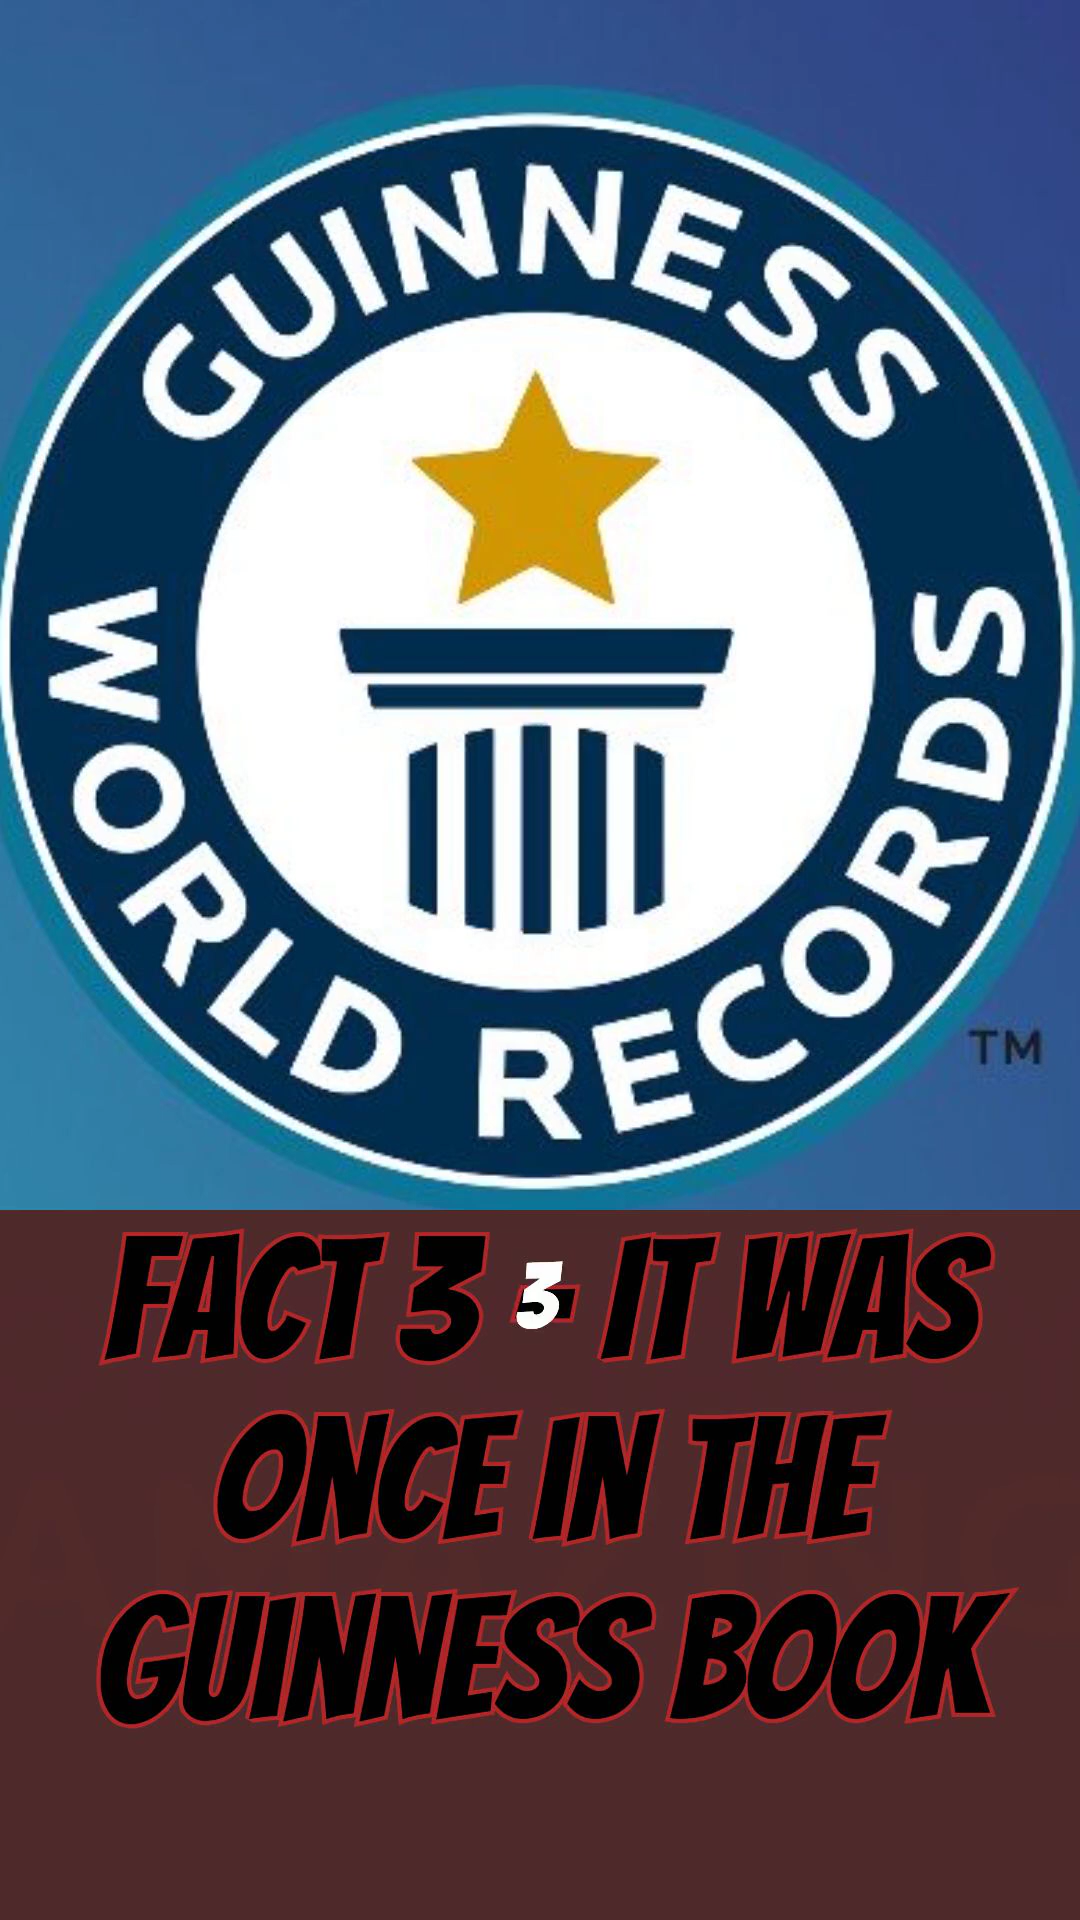 GUINNESS
WORLD RECORDS
TM
FACT 3 - IT WAS
3
ONCE IN THE
GUINNESS BOOK